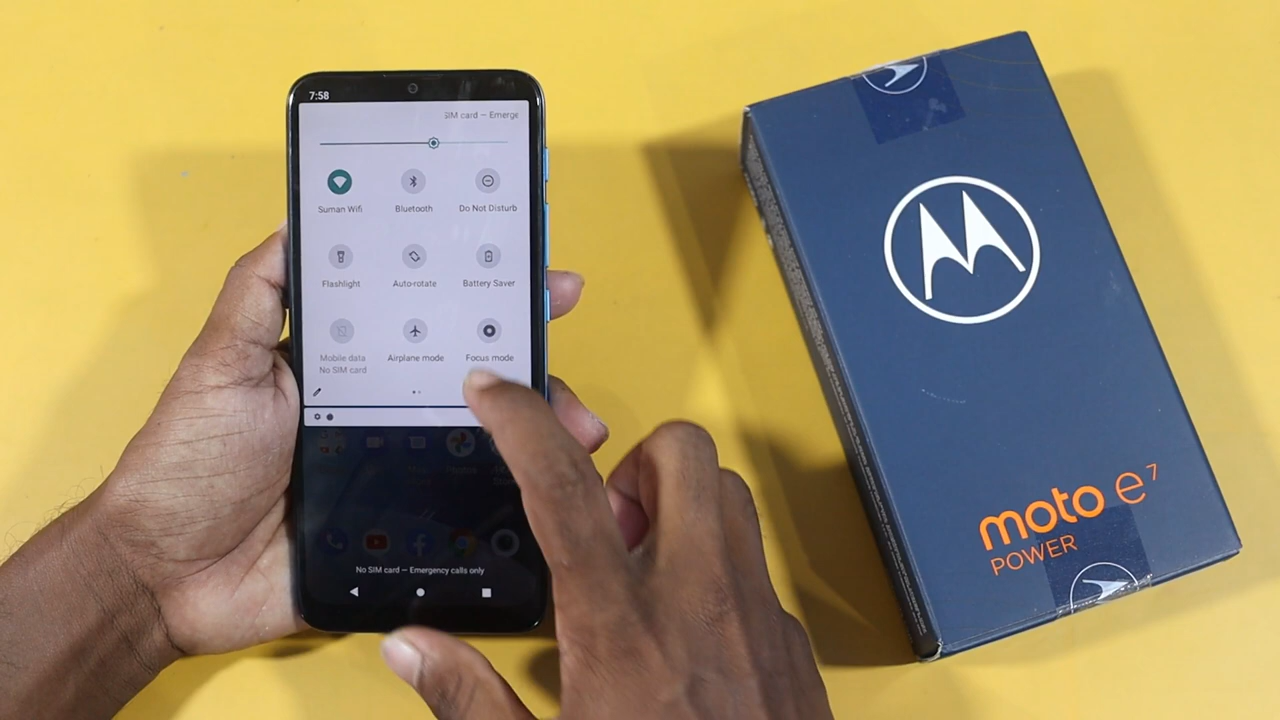 7:58
SIM card — Emerge
Suman Wifi
Bluetooth
Do Not Disturb
Flashlight
Auto-rotate
Battery Saver
Mobile data
No SIM card
Airplane mode
Focus mode
Photos
No SIM card — Emergency calls only
moto e7
POWER